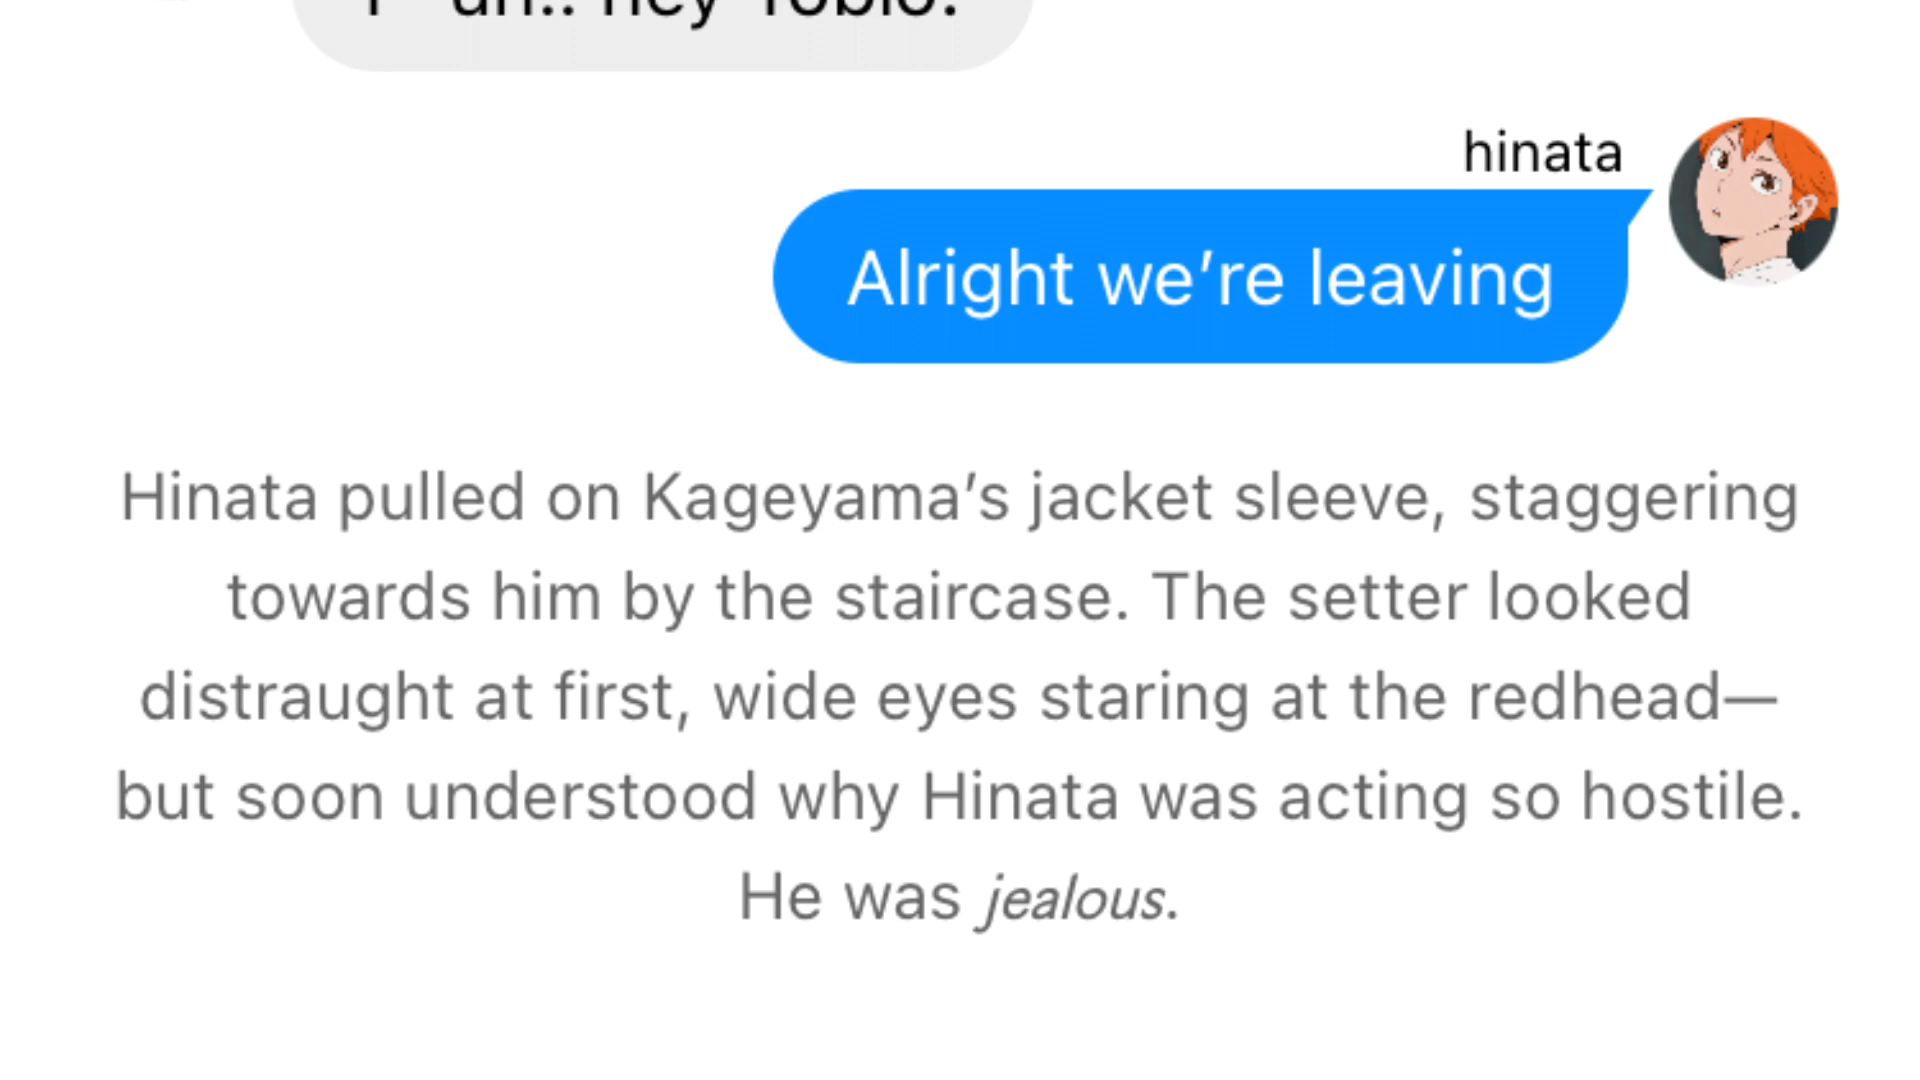 uh.. hey Tobio.
hinata
Alright we’re leaving
Hinata pulled on Kageyama’s jacket sleeve, staggering
towards him by the staircase. The setter looked
distraught at first, wide eyes staring at the redhead—
but soon understood why Hinata was acting so hostile.
He was jealous.